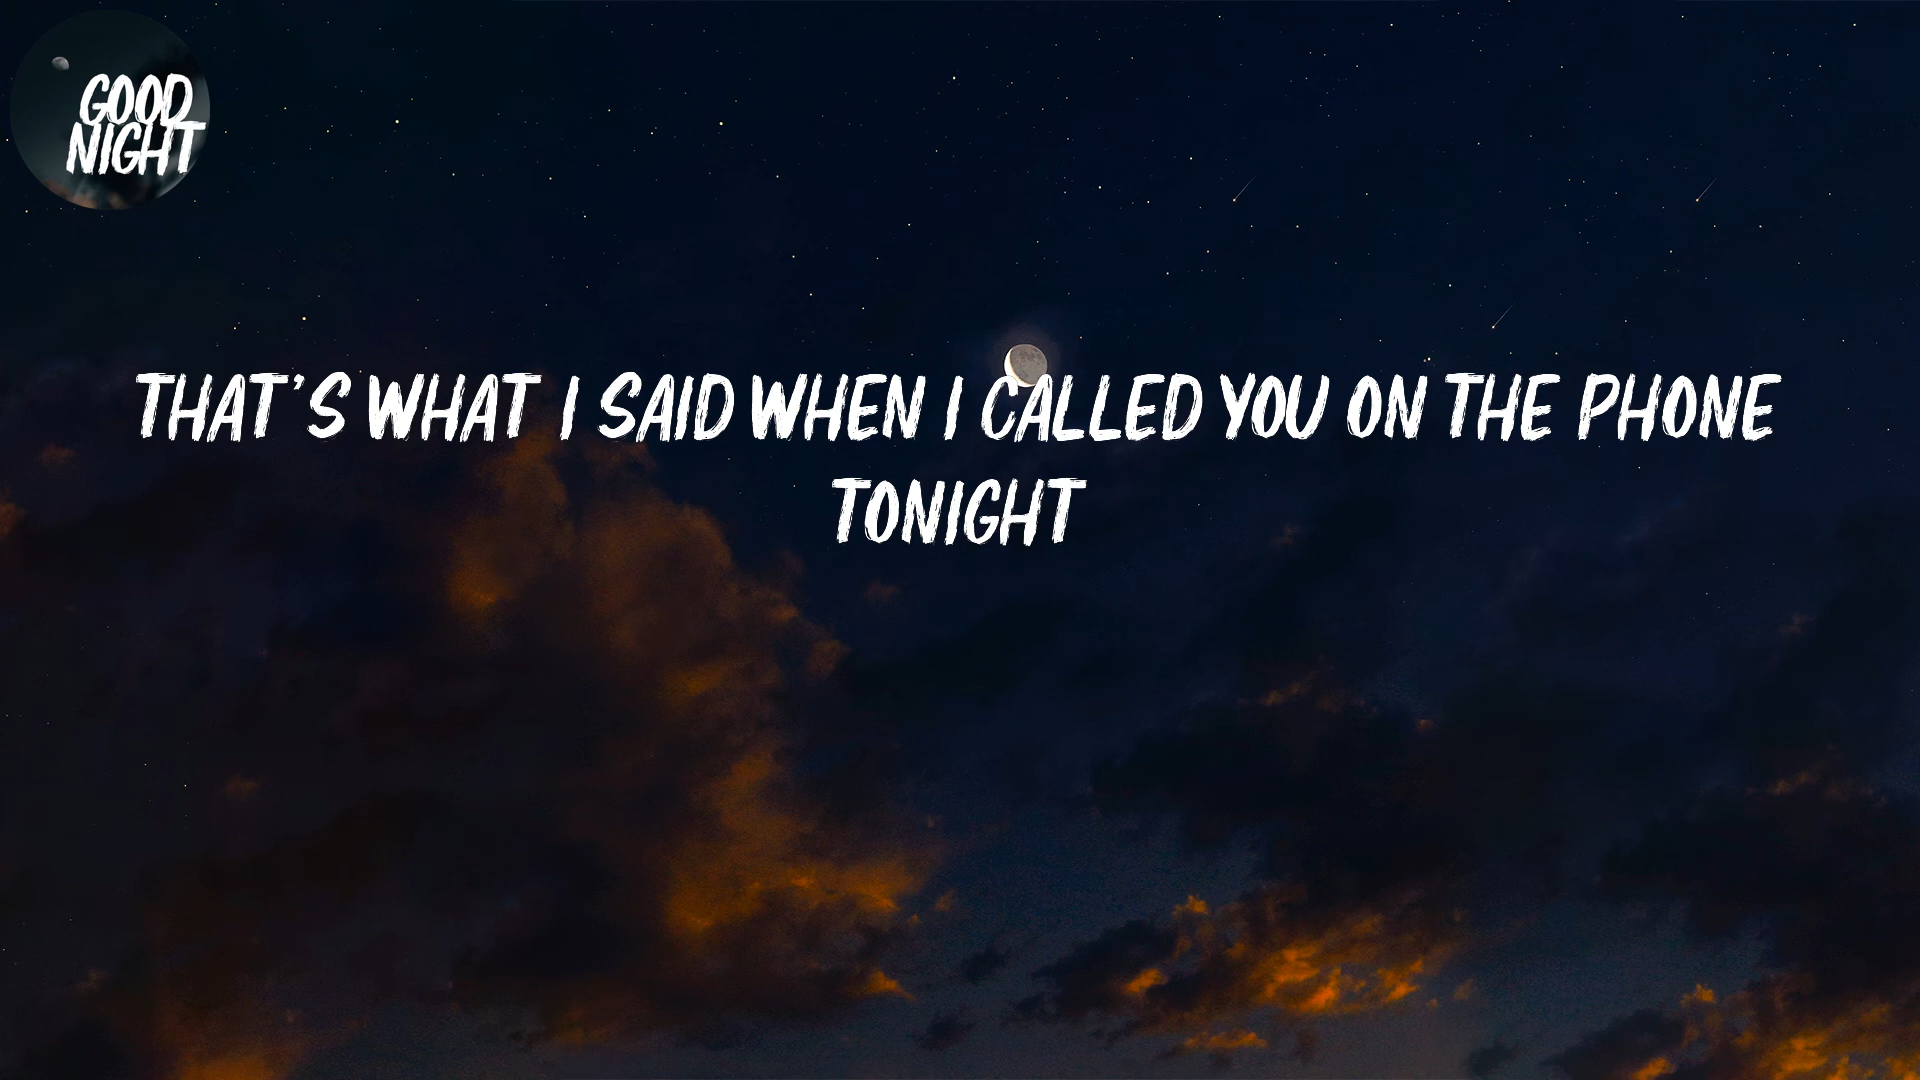 GOOD
NIGHT
THAT'S WHAT I SAID WHEN I CALLED YOU ON THE PHONE
TONIGHT